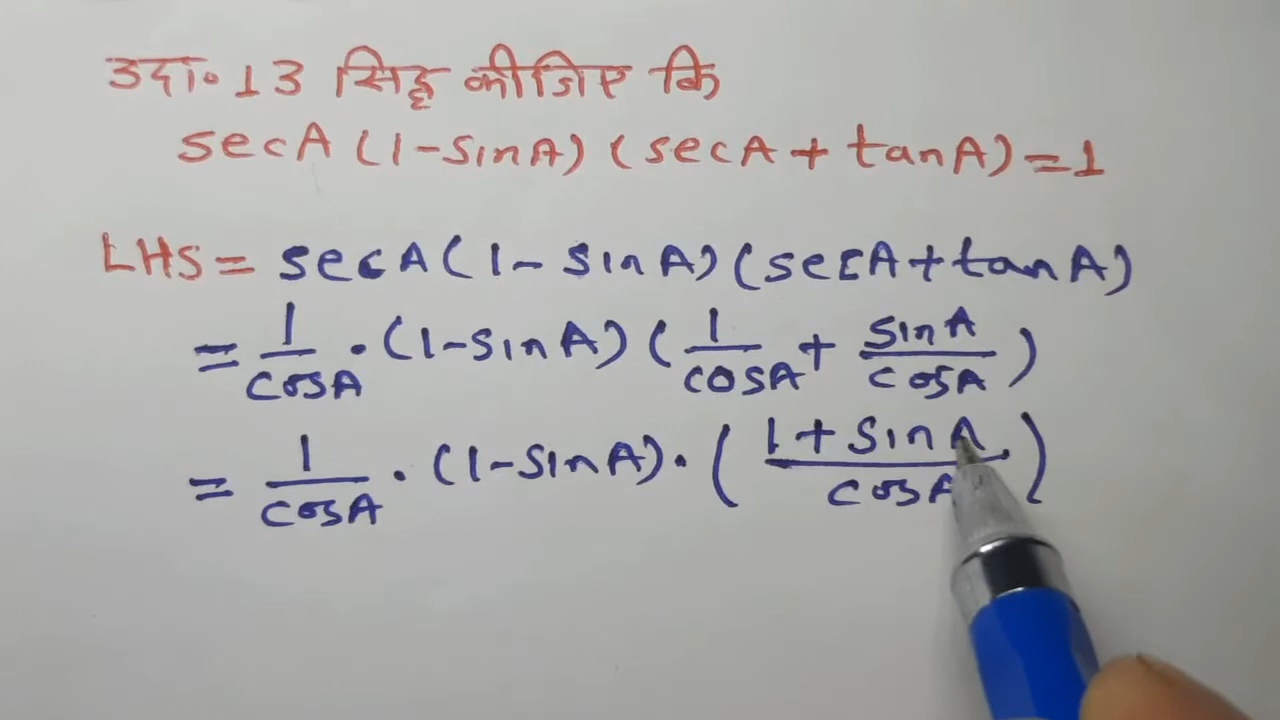 उदा. 13 सिद्ध कीजिए कि
secA (1-sinA) (secA + tanA) = 1
LHS = secA (1- sinA) (secA + tanA)
= 1/cosA · (1-sinA) (1/cosA + sinA/cosA)
= 1/cosA · (1-sinA) · (1+sinA/cosA)